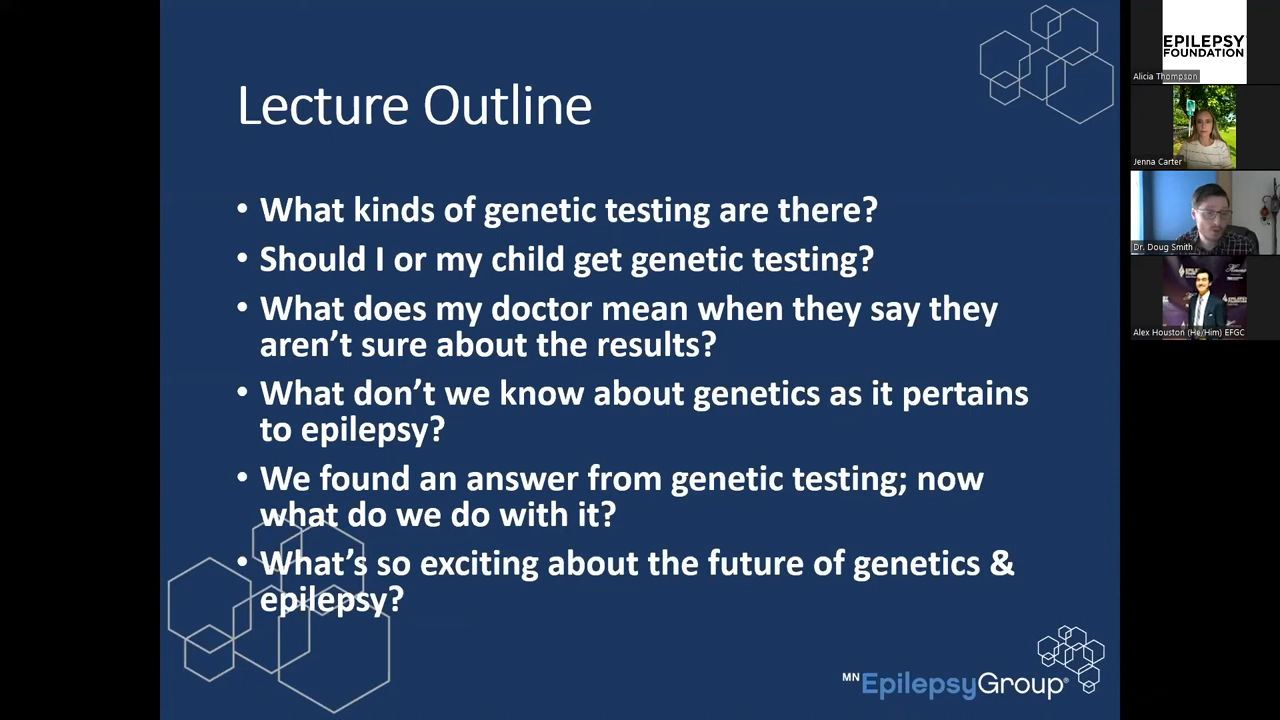 Lecture Outline
• What kinds of genetic testing are there?
• Should I or my child get genetic testing?
• What does my doctor mean when they say they
aren’t sure about the results?
• What don’t we know about genetics as it pertains
to epilepsy?
• We found an answer from genetic testing; now
what do we do with it?
• What’s so exciting about the future of genetics &
epilepsy?
MN EpilepsyGroup®
EPILEPSY
FOUNDATION
Alicia Thompson
Jenna Carter
Dr. Doug Smith
Alex Houston (He/Him) EFGC